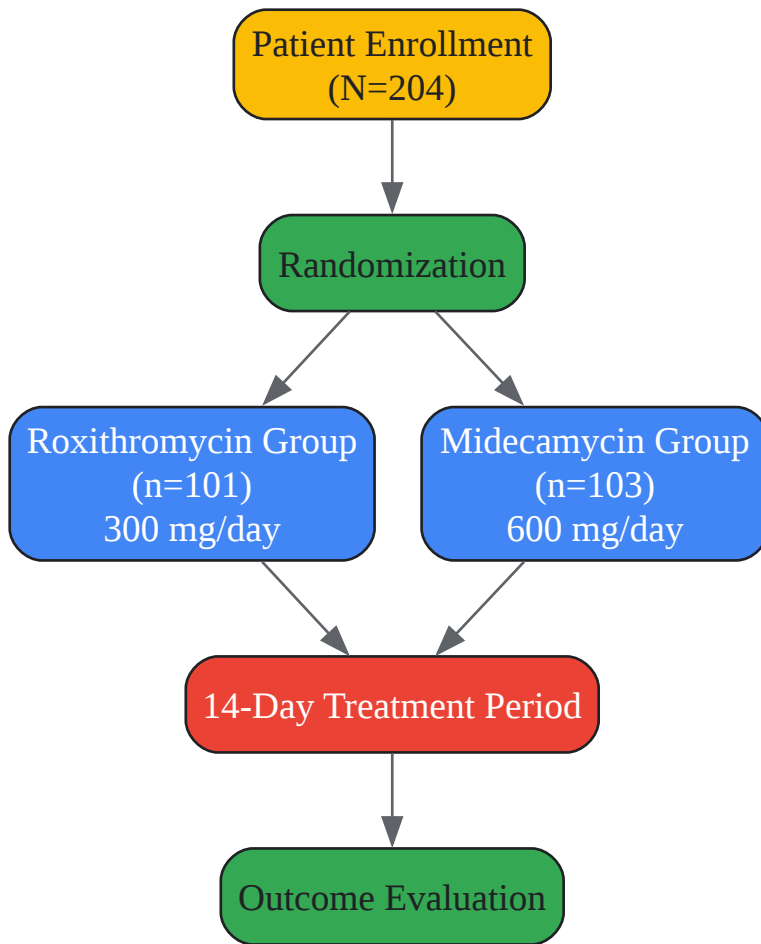 Patient Enrollment
(N=204)
Randomization
Roxithromycin Group
(n=101)
300 mg/day
Midecamycin Group
(n=103)
600 mg/day
14-Day Treatment Period
Outcome Evaluation